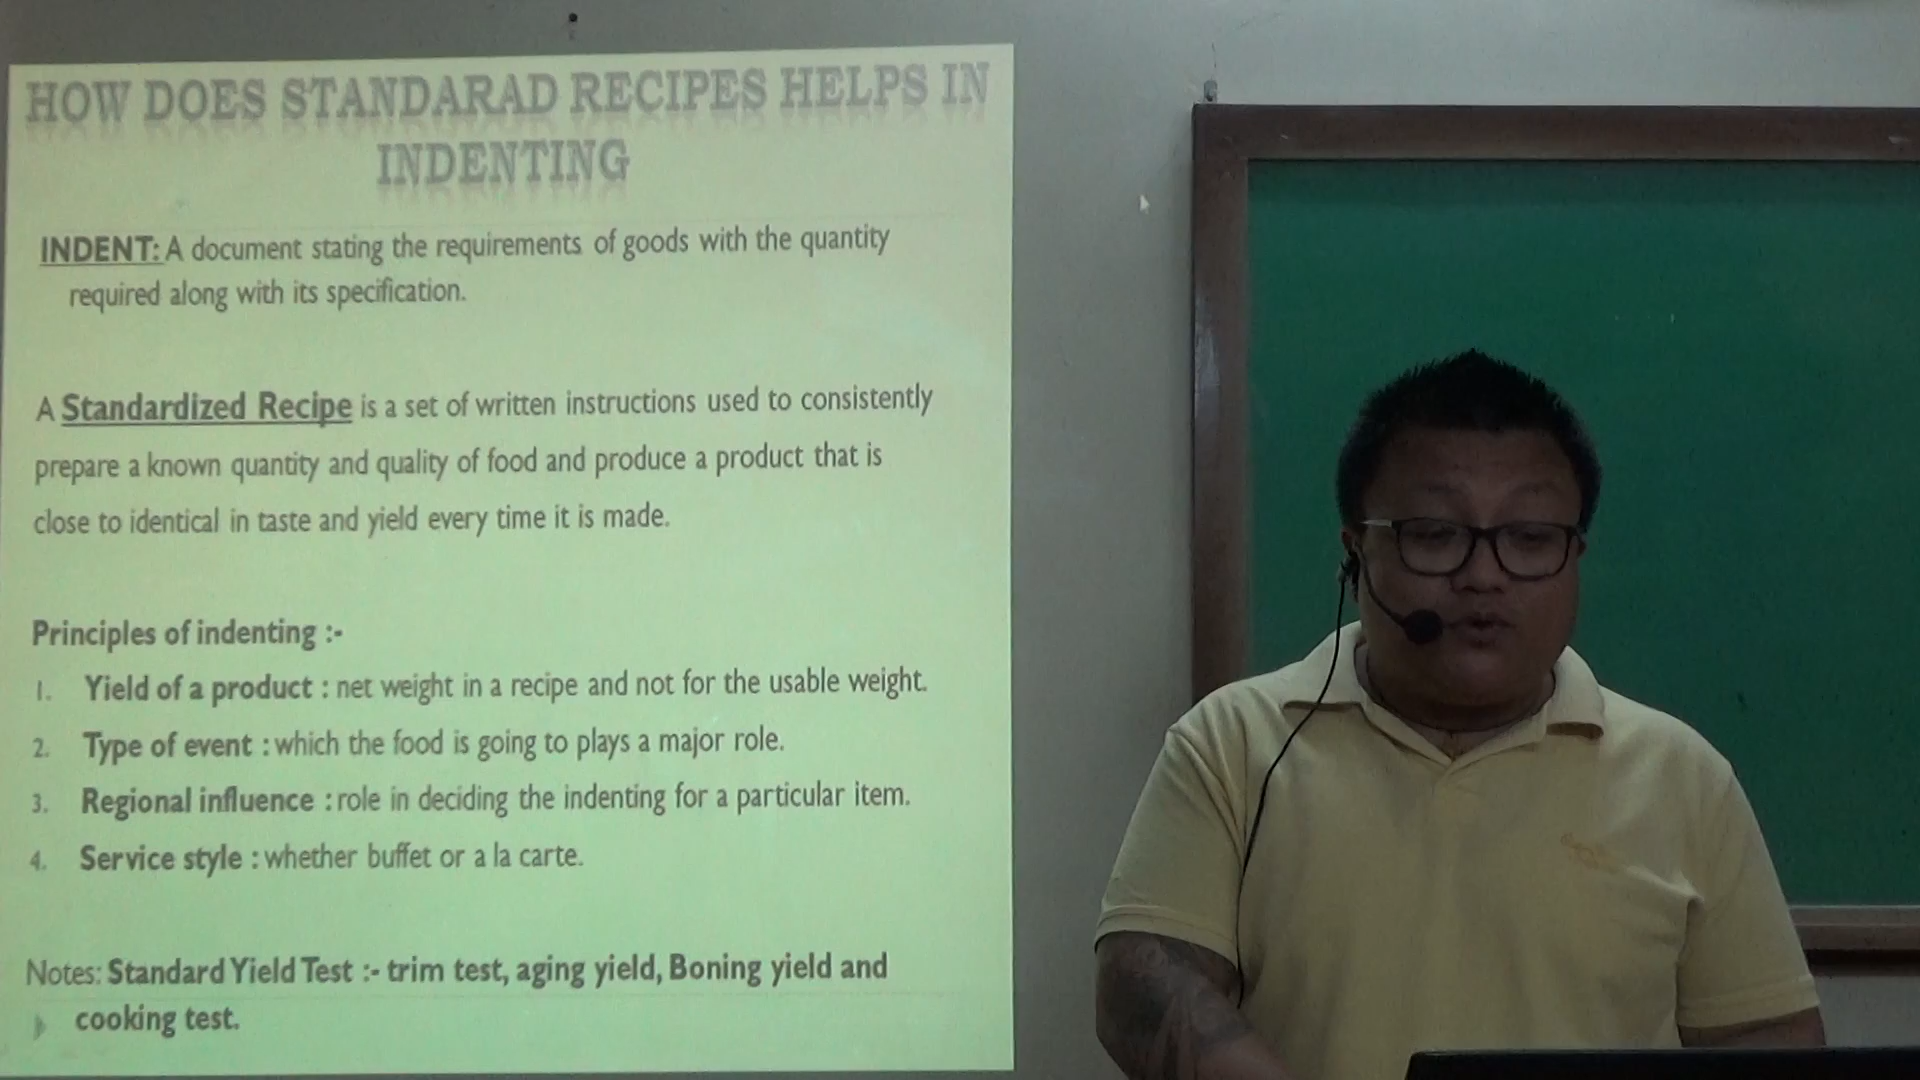 HOW DOES STANDARAD RECIPES HELPS IN
INDENTING
INDENT: A document stating the requirements of goods with the quantity
required along with its specification.
A Standardized Recipe is a set of written instructions used to consistently
prepare a known quantity and quality of food and produce a product that is
close to identical in taste and yield every time it is made.
Principles of indenting :-
1. Yield of a product : net weight in a recipe and not for the usable weight.
2. Type of event : which the food is going to plays a major role.
3. Regional influence : role in deciding the indenting for a particular item.
4. Service style : whether buffet or a la carte.
Notes: Standard Yield Test :- trim test, aging yield, Boning yield and
cooking test.